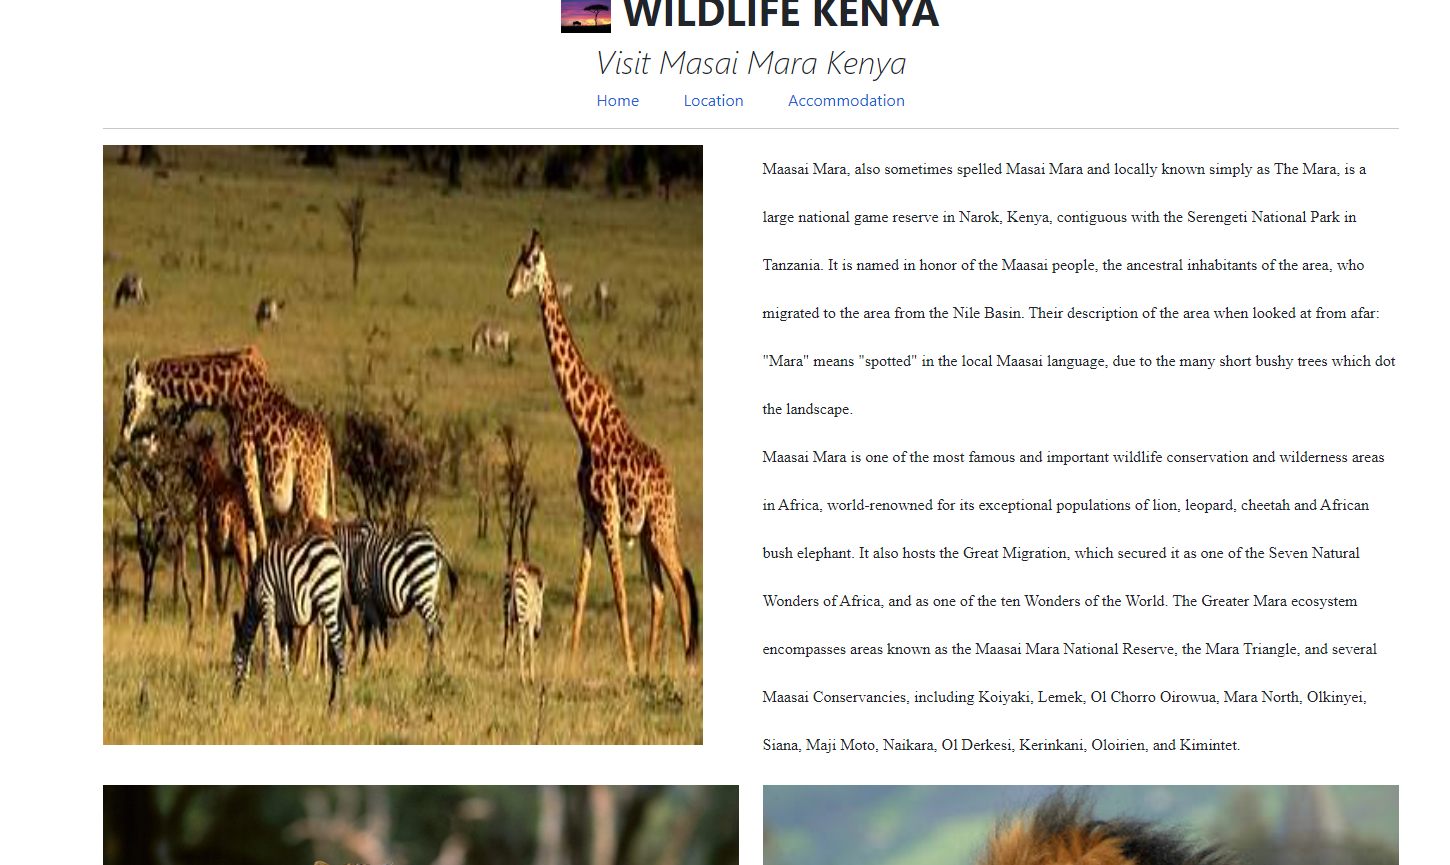 WILDLIFE KENYA
Visit Masai Mara Kenya
Home Location Accommodation
Maasai Mara, also sometimes spelled Masai Mara and locally known simply as The Mara, is a
large national game reserve in Narok, Kenya, contiguous with the Serengeti National Park in
Tanzania. It is named in honor of the Maasai people, the ancestral inhabitants of the area, who
migrated to the area from the Nile Basin. Their description of the area when looked at from afar:
"Mara" means "spotted" in the local Maasai language, due to the many short bushy trees which dot
the landscape.
Maasai Mara is one of the most famous and important wildlife conservation and wilderness areas
in Africa, world-renowned for its exceptional populations of lion, leopard, cheetah and African
bush elephant. It also hosts the Great Migration, which secured it as one of the Seven Natural
Wonders of Africa, and as one of the ten Wonders of the World. The Greater Mara ecosystem
encompasses areas known as the Maasai Mara National Reserve, the Mara Triangle, and several
Maasai Conservancies, including Koiyaki, Lemek, Ol Chorro Oirowua, Mara North, Olkinyei,
Siana, Maji Moto, Naikara, Ol Derkesi, Kerinkani, Oloirien, and Kimintet.